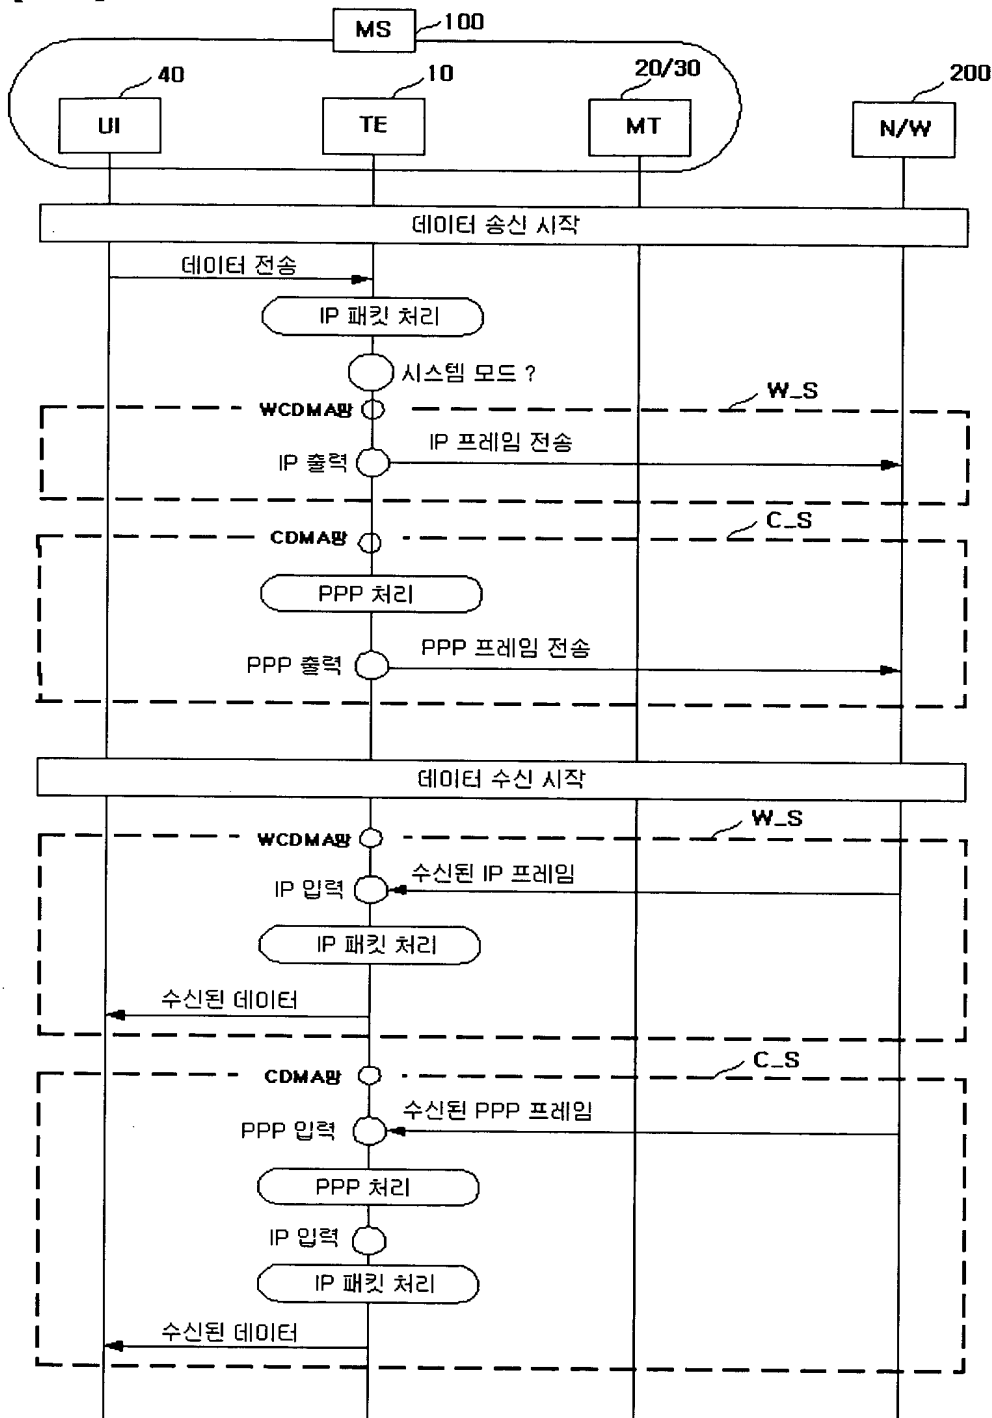 MS
100
40
10
20/30
200
UI
TE
MT
N/W
데이터 송신 시작
데이터 전송
IP 패킷 처리
시스템 모드 ?
W_S
WCDMA망
IP 프레임 전송
IP 출력
C_S
CDMA망
PPP 처리
PPP 프레임 전송
PPP 출력
데이터 수신 시작
W_S
WCDMA망
수신된 IP 프레임
IP 입력
IP 패킷 처리
수신된 데이터
C_S
CDMA망
수신된 PPP 프레임
PPP 입력
PPP 처리
IP 입력
IP 패킷 처리
수신된 데이터